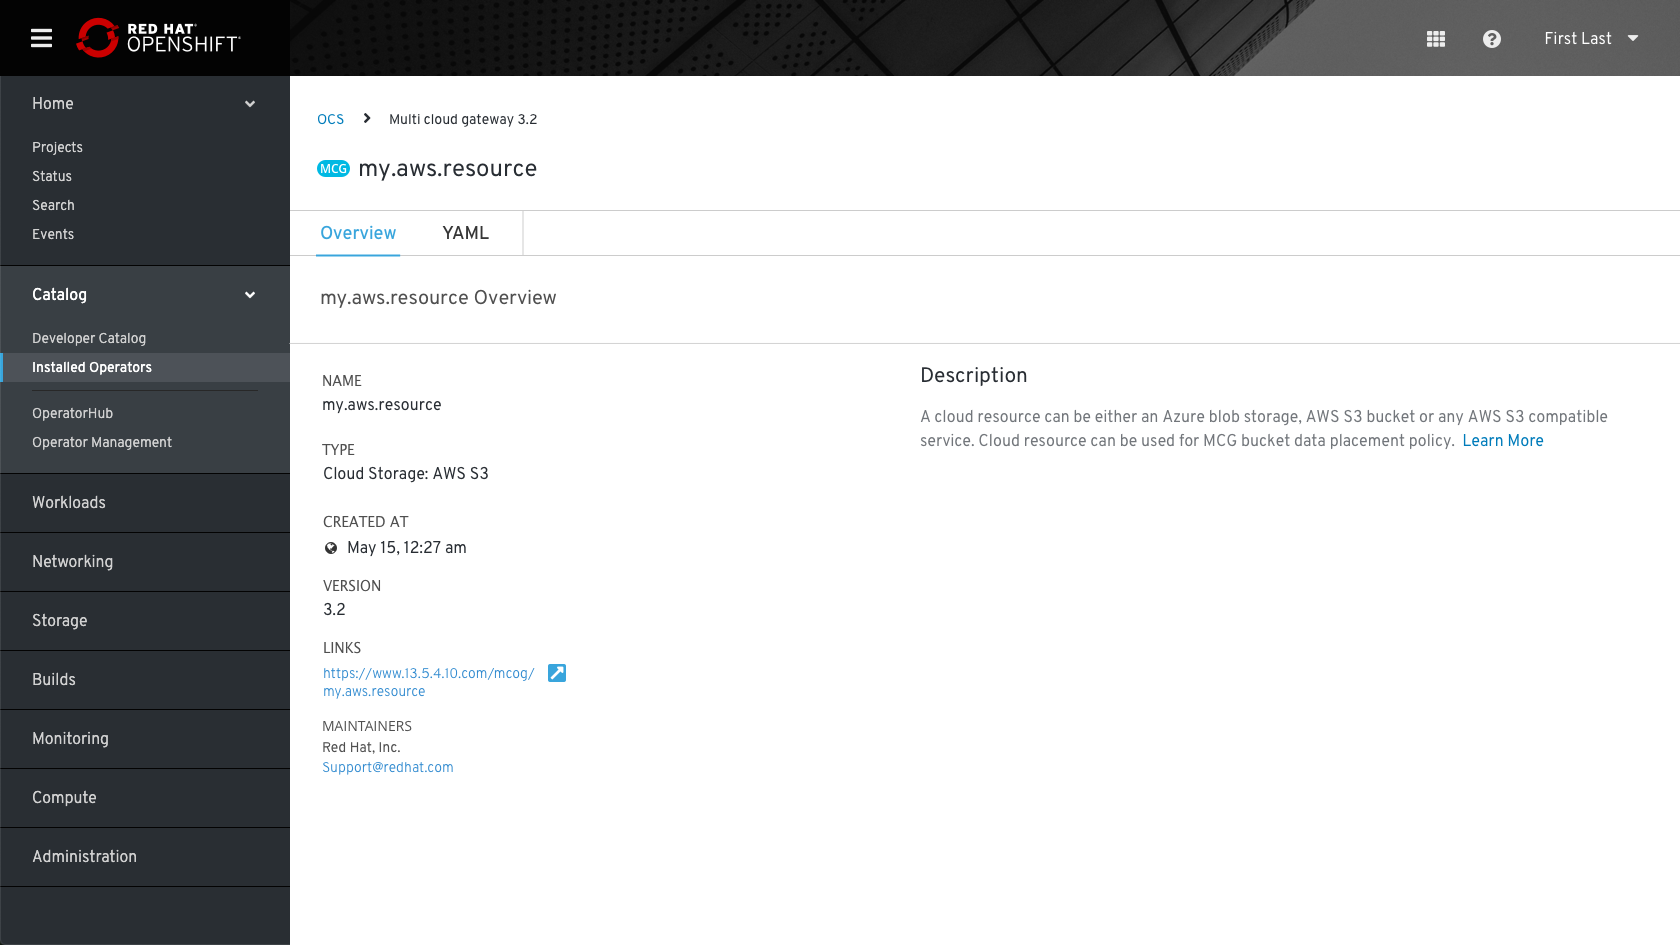 RED HAT
OPENSHIFT
First Last
Home
Projects
Status
Search
Events
Catalog
Developer Catalog
Installed Operators
OperatorHub
Operator Management
Workloads
Networking
Storage
Builds
Monitoring
Compute
Administration
OCS
Multi cloud gateway 3.2
MCG my.aws.resource
Overview
YAML
my.aws.resource Overview
NAME
my.aws.resource
TYPE
Cloud Storage: AWS S3
CREATED AT
May 15, 12:27 am
VERSION
3.2
LINKS
https://www.13.5.4.10.com/mcog/
my.aws.resource
MAINTAINERS
Red Hat, Inc.
Support@redhat.com
Description
A cloud resource can be either an Azure blob storage, AWS S3 bucket or any AWS S3 compatible
service. Cloud resource can be used for MCG bucket data placement policy. Learn More